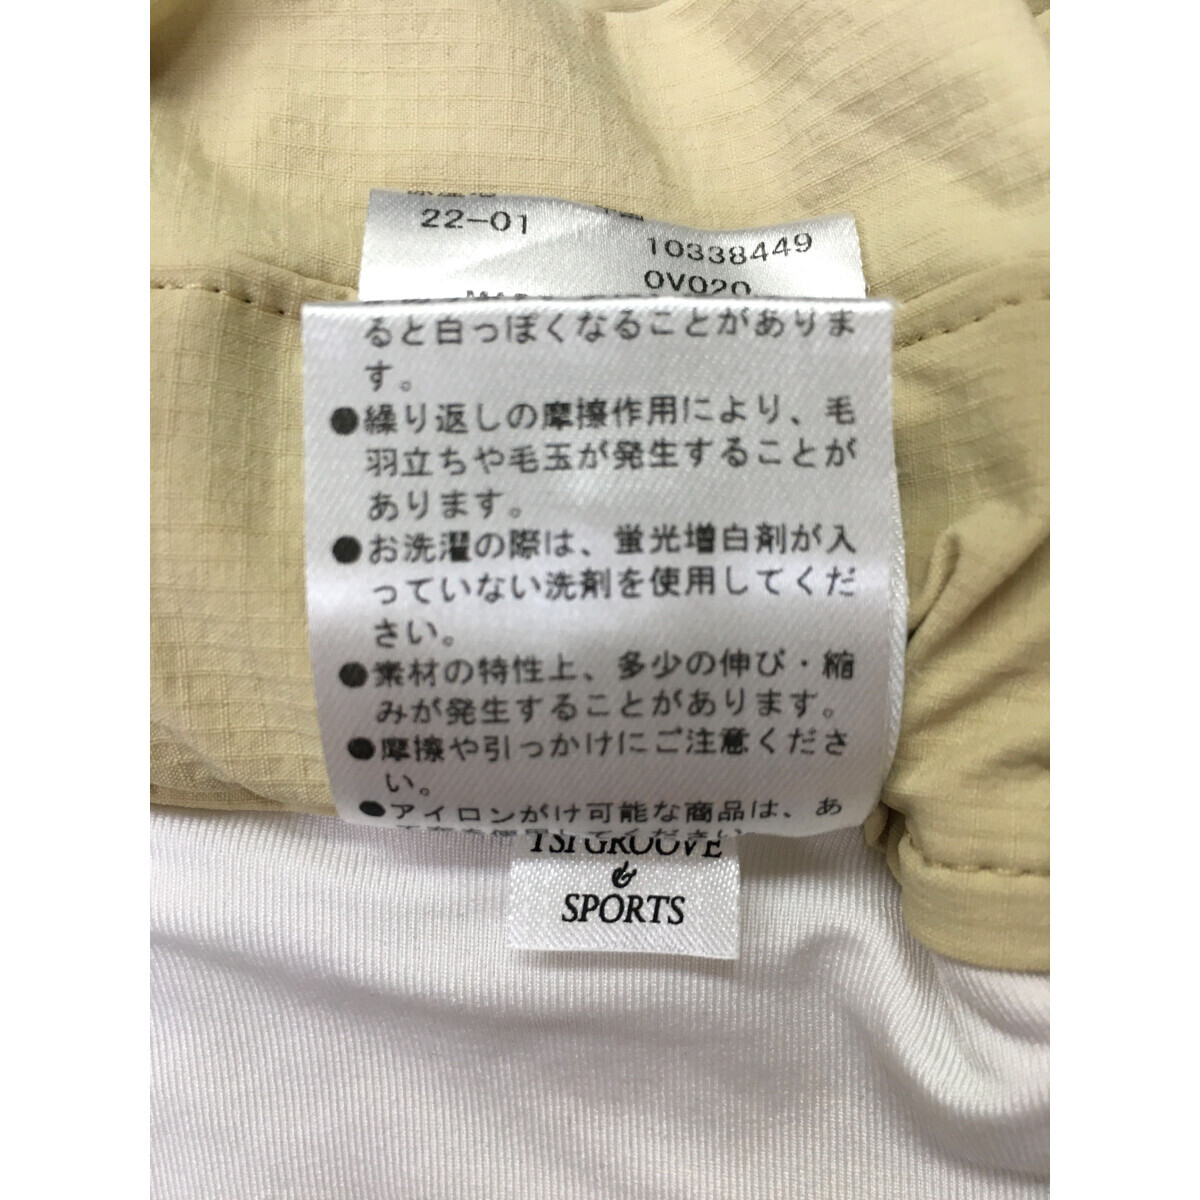 22-01
10338449
0V020
ると白っぽくなることがありま
す。
●繰り返しの摩擦作用により、毛
羽立ちや毛玉が発生することが
あります。
●お洗濯の際は、蛍光増白剤が入
っていない洗剤を使用してくだ
さい。
●素材の特性上、多少の伸び・縮
みが発生することがあります。
●摩擦や引っかけにご注意くださ
い。
●アイロンがけ可能な商品は、あ
TSI GROOVE
&
SPORTS